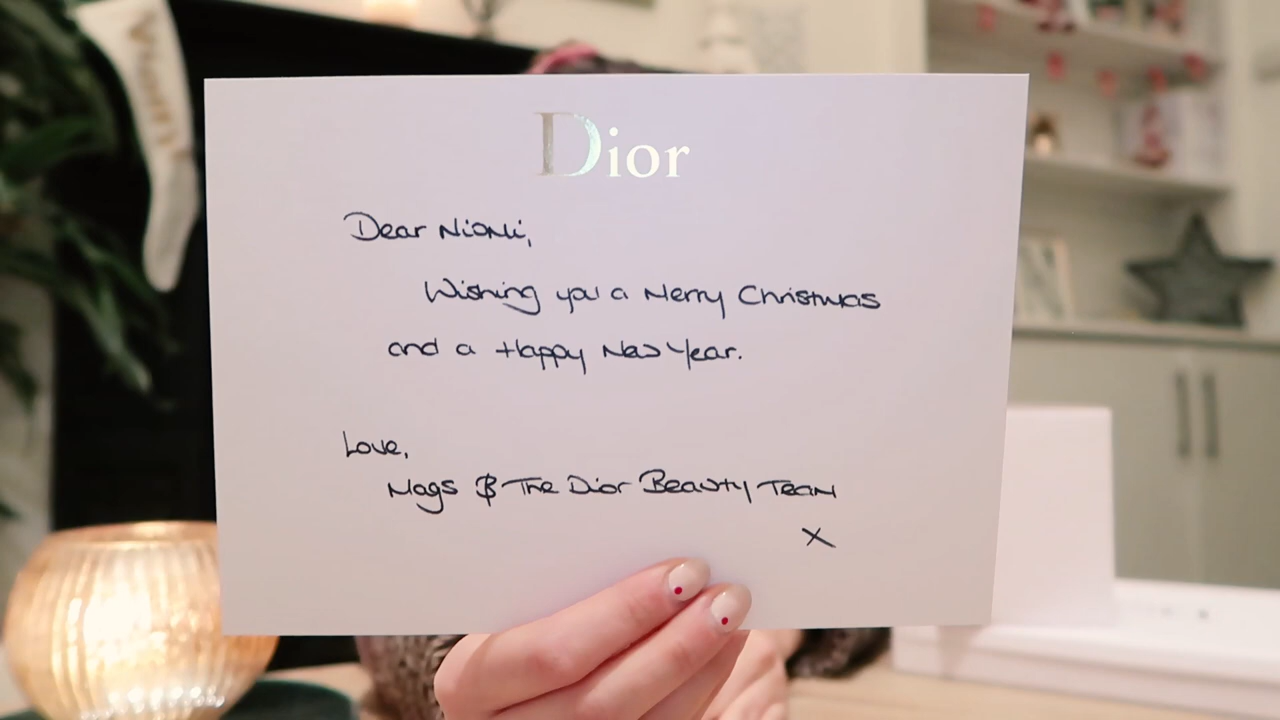 Dior
Dear Niomi,
Wishing you a Merry Christmas
and a Happy New Year.
Love,
Mags & The Dior Beauty Team
X